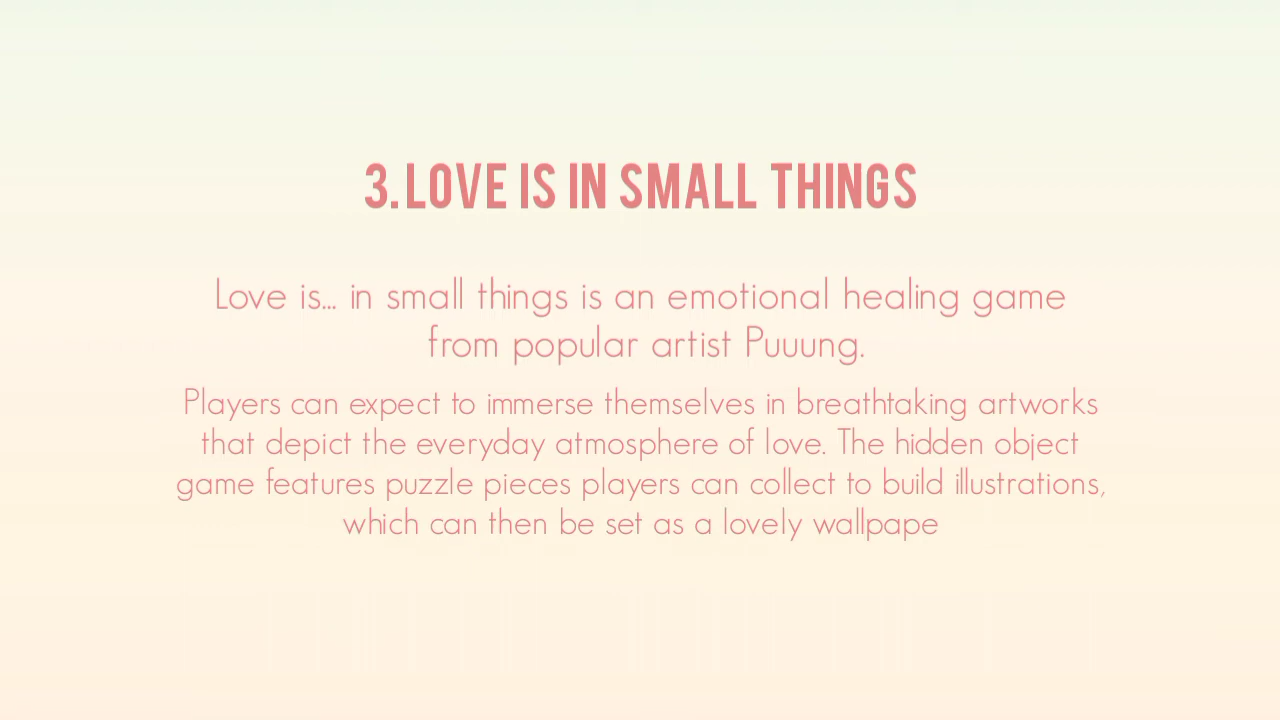 3.LOVE IS IN SMALL THINGS
Love is... in small things is an emotional healing game
from popular artist Puuung.
Players can expect to immerse themselves in breathtaking artworks
that depict the everyday atmosphere of love. The hidden object
game features puzzle pieces players can collect to build illustrations,
which can then be set as a lovely wallpape